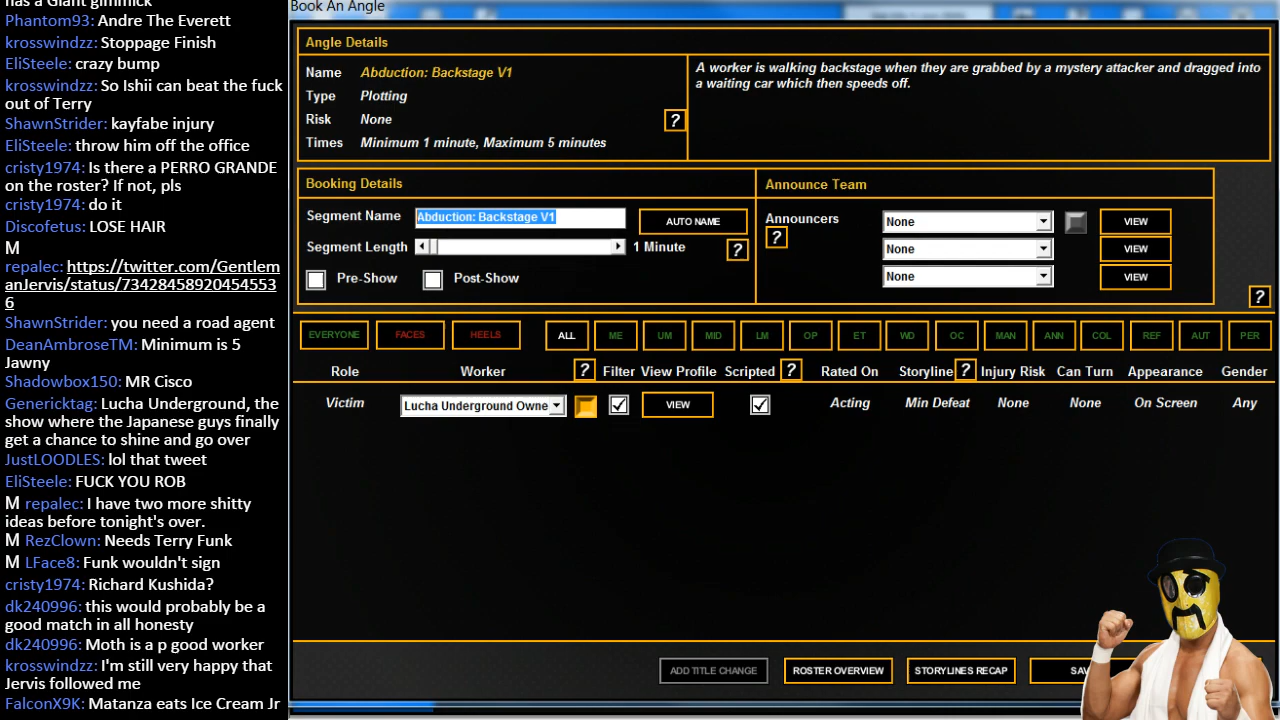 has a Giant gimmick
Phantom93: Andre The Everett
krosswindzz: Stoppage Finish
EliSteele: crazy bump
krosswindzz: So Ishii can beat the fuck
out of Terry
ShawnStrider: kayfabe injury
EliSteele: throw him off the office
cristy1974: Is there a PERRO GRANDE
on the roster? If not, pls
cristy1974: do it
Discofetus: LOSE HAIR
M
repalec: https://twitter.com/Gentlem
anJervis/status/73428458920454553
6
ShawnStrider: you need a road agent
DeanAmbroseTM: Minimum is 5
Jawny
Shadowbox150: MR Cisco
Generticktag: Lucha Underground, the
show where the Japanese guys finally
get a chance to shine and go over
JustLOODLES: lol that tweet
EliSteele: FUCK YOU ROB
M repalec: I have two more shitty
ideas before tonight's over.
M RezClown: Needs Terry Funk
M LFace8: Funk wouldn't sign
cristy1974: Richard Kushida?
dk240996: this would probably be a
good match in all honesty
dk240996: Moth is a p good worker
krosswindzz: I'm still very happy that
Jervis followed me
FalconX9K: Matanza eats Ice Cream Jr
Book An Angle
Angle Details
Name Abduction: Backstage V1
Type Plotting
Risk None
?
Times Minimum 1 minute, Maximum 5 minutes
A worker is walking backstage when they are grabbed by a mystery attacker and dragged into
a waiting car which then speeds off.
Booking Details
Segment Name Abduction: Backstage V1 AUTO NAME
Segment Length 1 Minute ?
Pre-Show Post-Show
Announce Team
Announcers None VIEW
? None VIEW
None VIEW
?
EVERYONE FACES HEELS ALL ME UM MID LM OP ET WD OC MAN ANN COL REF AUT PER
Role Worker ? Filter View Profile Scripted ? Rated On Storyline ? Injury Risk Can Turn Appearance Gender
Victim Lucha Underground Owne VIEW Acting Min Defeat None None On Screen Any
ADD TITLE CHANGE ROSTER OVERVIEW STORYLINES RECAP SAV